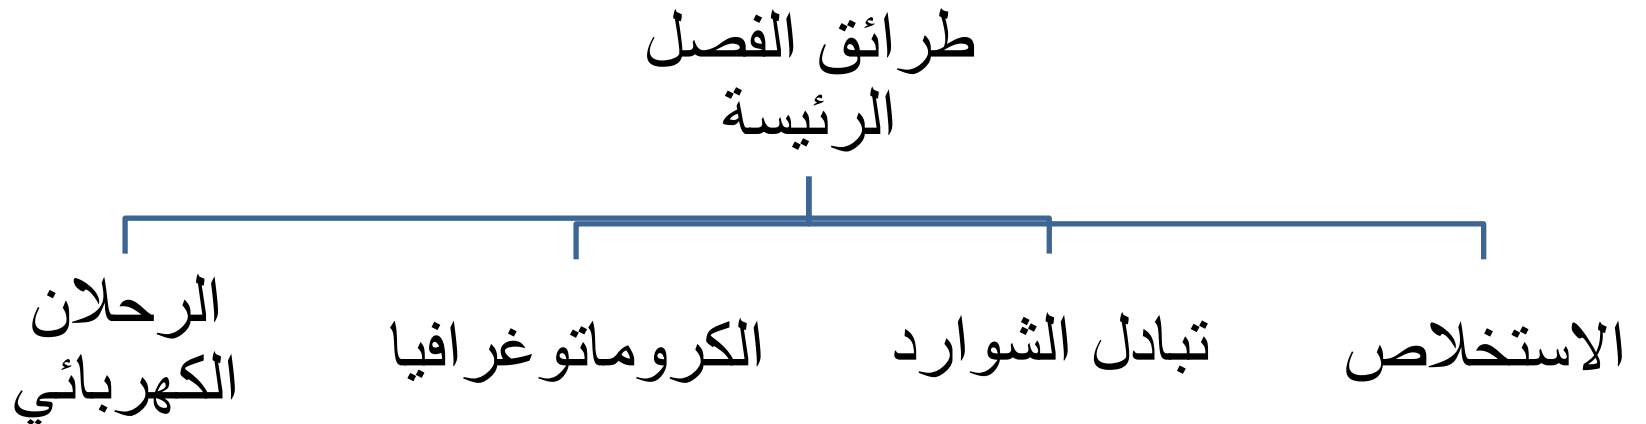 طرائق الفصل
الرئيسة
الاستخلاص
تبادل الشوارد
الكروماتوغرافيا
الرحلان
الكهربائي